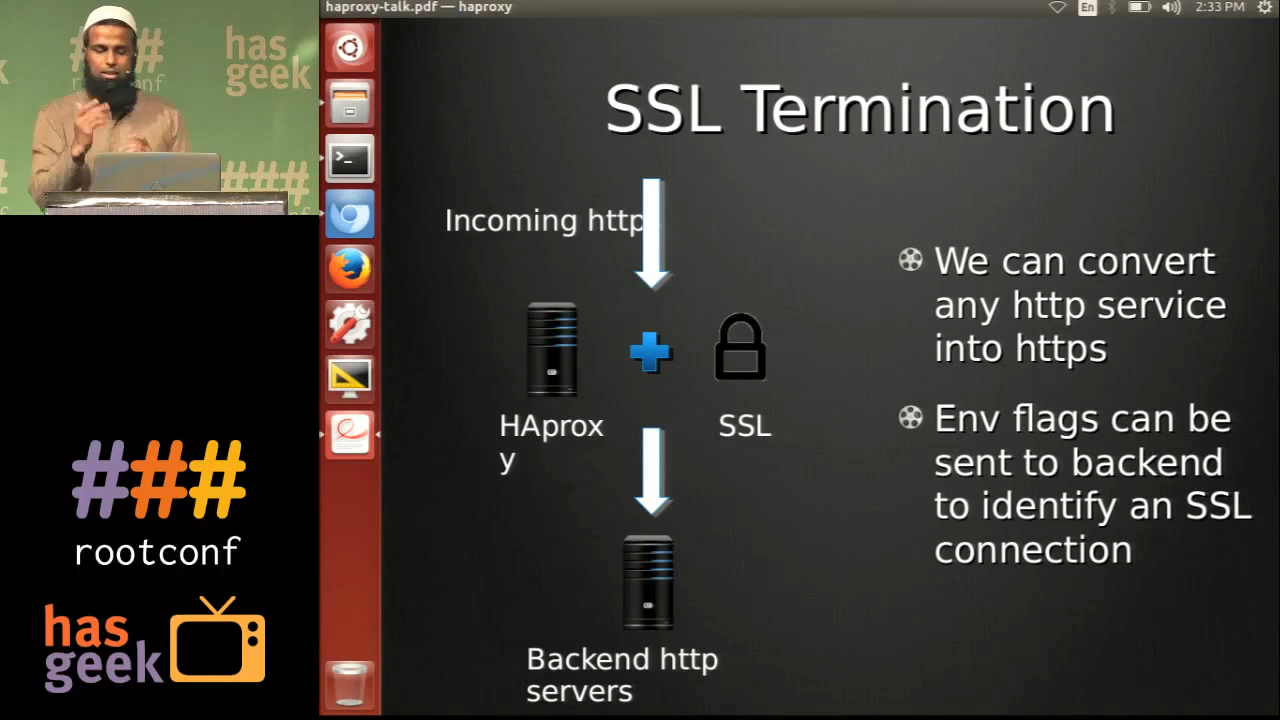 haproxy-talk.pdf — haproxy
En
2:33 PM
###
has
geek
rootconf
SSL Termination
Incoming http
We can convert
any http service
into https
HAprox
y
SSL
Env flags can be
sent to backend
to identify an SSL
connection
Backend http
servers
###
rootconf
has
geek
###